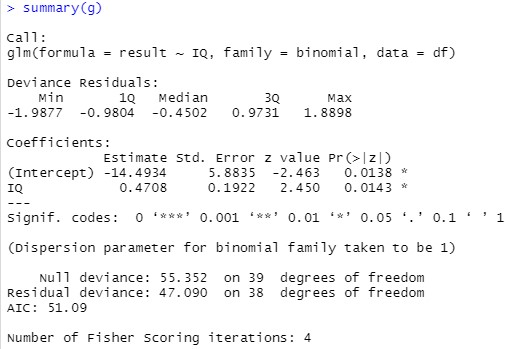 > summary(g)
Call:
glm(formula = result ~ IQ, family = binomial, data = df)
Deviance Residuals:
Min 1Q Median 3Q Max
-1.9877 -0.9804 -0.4502 0.9731 1.8898
Coefficients:
Estimate Std. Error z value Pr(>|z|)
(Intercept) -14.4934 5.8835 -2.463 0.0138 *
IQ 0.4708 0.1922 2.450 0.0143 *
---
Signif. codes: 0 ‘***’ 0.001 ‘**’ 0.01 ‘*’ 0.05 ‘.’ 0.1 ‘ ’ 1
(Dispersion parameter for binomial family taken to be 1)
Null deviance: 55.352 on 39 degrees of freedom
Residual deviance: 47.090 on 38 degrees of freedom
AIC: 51.09
Number of Fisher Scoring iterations: 4